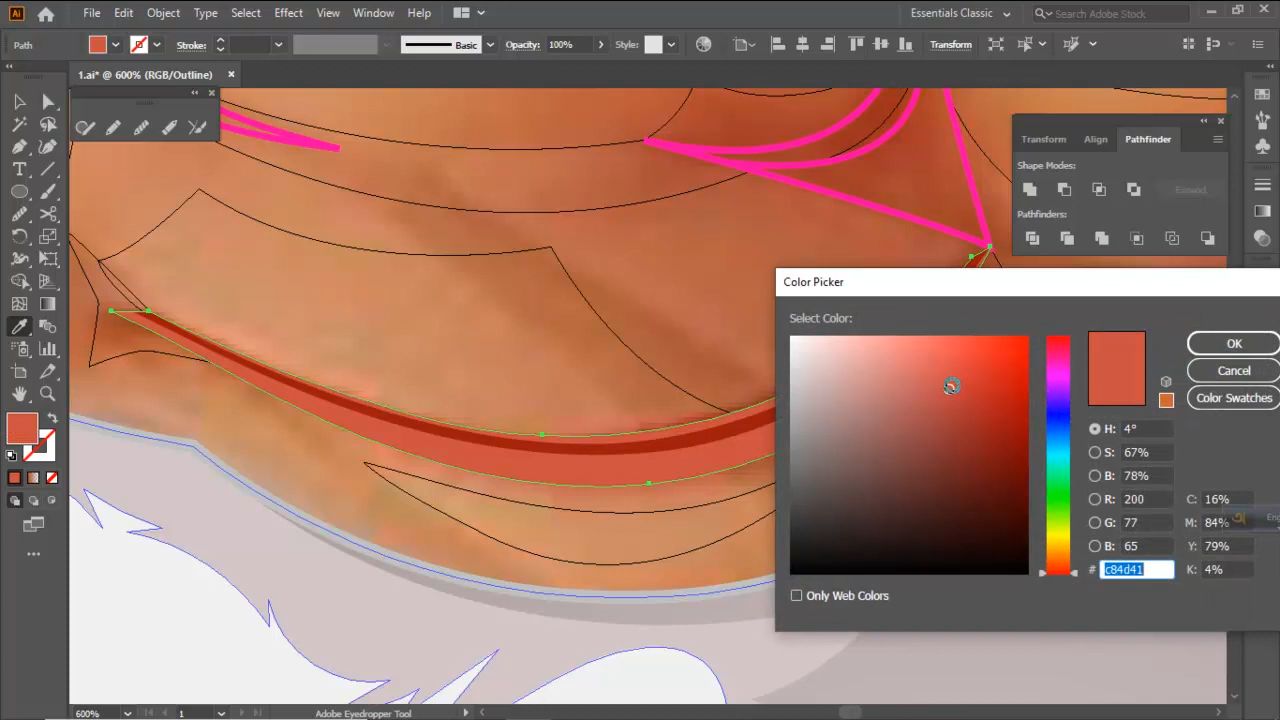 Ai File Edit Object Type Select Effect View Window Help Essentials Classic Search Adobe Stock
Path Stroke: Basic Opacity: 100% Style: Transform
1.ai* @ 600% (RGB/Outline)
Transform Align Pathfinder
Shape Modes:
Expand
Pathfinders:
Color Picker
Select Color:
OK
Cancel
Color Swatches
H: 4°
S: 67%
B: 78%
R: 200 C: 16%
G: 77 M: 84%
B: 65 Y: 79%
# c84d41 K: 4%
Only Web Colors
600% 1 Adobe Eyedropper Tool